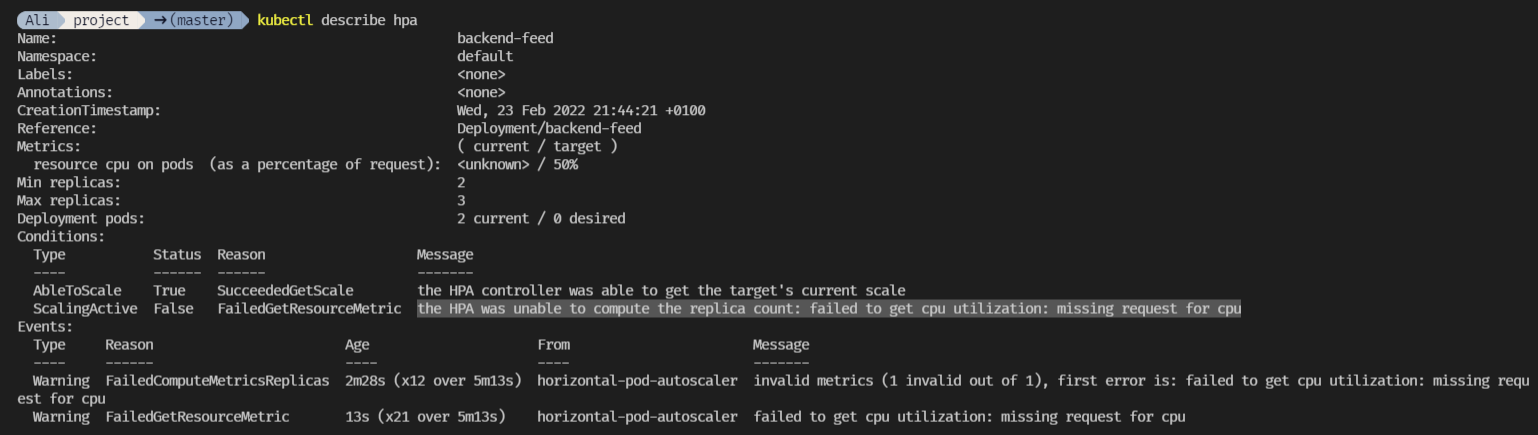 Ali project →(master) kubectl describe hpa
Name: backend-feed
Namespace: default
Labels: <none>
Annotations: <none>
CreationTimestamp: Wed, 23 Feb 2022 21:44:21 +0100
Reference: Deployment/backend-feed
Metrics: ( current / target )
resource cpu on pods (as a percentage of request): <unknown> / 50%
Min replicas: 2
Max replicas: 3
Deployment pods: 2 current / 0 desired
Conditions:
Type Status Reason Message
---- ------ ------ -------
AbleToScale True SucceededGetScale the HPA controller was able to get the target's current scale
ScalingActive False FailedGetResourceMetric the HPA was unable to compute the replica count: failed to get cpu utilization: missing request for cpu
Events:
Type Reason Age From Message
---- ------ ---- ---- -------
Warning FailedComputeMetricsReplicas 2m28s (x12 over 5m13s) horizontal-pod-autoscaler invalid metrics (1 invalid out of 1), first error is: failed to get cpu utilization: missing requ
est for cpu
Warning FailedGetResourceMetric 13s (x21 over 5m13s) horizontal-pod-autoscaler failed to get cpu utilization: missing request for cpu